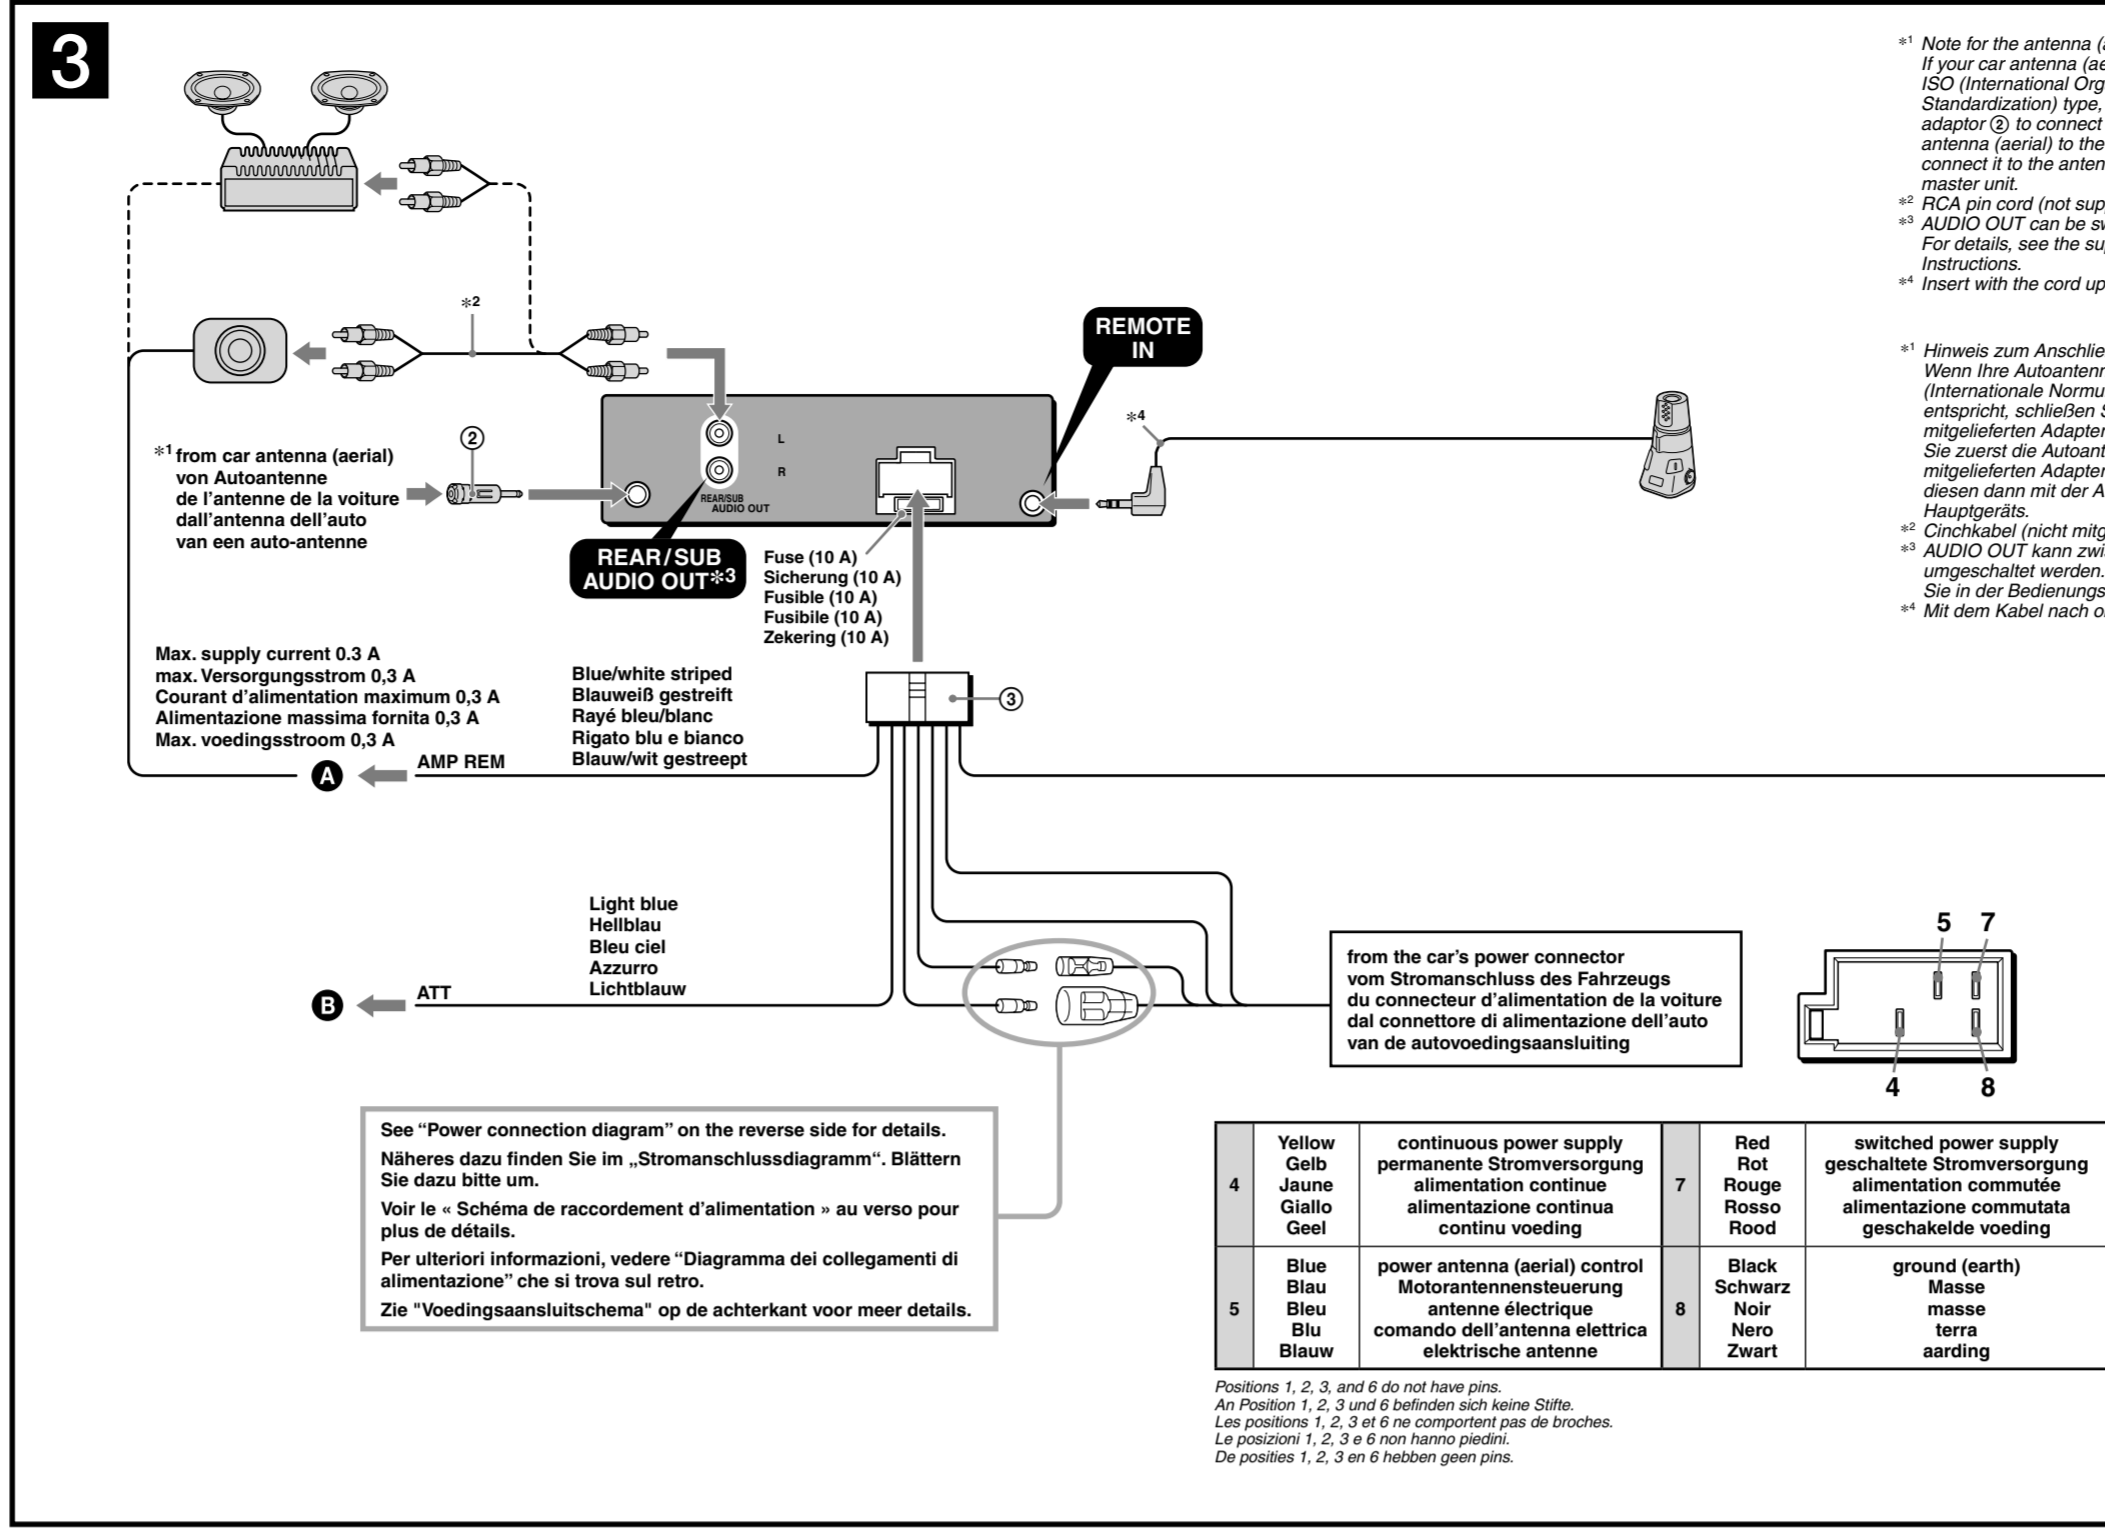 3
*1 Note for the antenna (
If your car antenna (ae
ISO (International Org
Standardization) type,
adaptor ② to connect
antenna (aerial) to the
connect it to the anten
master unit.
*2 RCA pin cord (not sup
*3 AUDIO OUT can be sw
For details, see the su
Instructions.
*4 Insert with the cord up
*1 Hinweis zum Anschlie
Wenn Ihre Autoantenn
(Internationale Normu
entspricht, schließen S
mitgelieferten Adapter
Sie zuerst die Autoant
mitgelieferten Adapter
diesen dann mit der A
Hauptgeräts.
*2 Cinchkabel (nicht mitg
*3 AUDIO OUT kann zwi
umgeschaltet werden.
Sie in der Bedienungs
*4 Mit dem Kabel nach o
*2
REMOTE
IN
*4
*1 from car antenna (aerial)
von Autoantenne
de l'antenne de la voiture
dall'antenna dell'auto
van een auto-antenne
②
L
R
REAR/SUB
AUDIO OUT
REAR/SUB
AUDIO OUT*3
Fuse (10 A)
Sicherung (10 A)
Fusible (10 A)
Fusibile (10 A)
Zekering (10 A)
Max. supply current 0.3 A
max. Versorgungsstrom 0,3 A
Courant d'alimentation maximum 0,3 A
Alimentazione massima fornita 0,3 A
Max. voedingsstroom 0,3 A
Blue/white striped
Blauweiß gestreift
Rayé bleu/blanc
Rigato blu e bianco
Blauw/wit gestreept
③
A
AMP REM
Light blue
Hellblau
Bleu ciel
Azzurro
Lichtblauw
B
ATT
from the car's power connector
vom Stromanschluss des Fahrzeugs
du connecteur d'alimentation de la voiture
dal connettore di alimentazione dell'auto
van de autovoedingsaansluiting
5 7
4 8
See “Power connection diagram” on the reverse side for details.
Näheres dazu finden Sie im „Stromanschlussdiagramm“. Blättern
Sie dazu bitte um.
Voir le « Schéma de raccordement d'alimentation » au verso pour
plus de détails.
Per ulteriori informazioni, vedere “Diagramma dei collegamenti di
alimentazione” che si trova sul retro.
Zie "Voedingsaansluitschema" op de achterkant voor meer details.
4
Yellow
Gelb
Jaune
Giallo
Geel
continuous power supply
permanente Stromversorgung
alimentation continue
alimentazione continua
continu voeding
7
Red
Rot
Rouge
Rosso
Rood
switched power supply
geschaltete Stromversorgung
alimentation commutée
alimentazione commutata
geschakelde voeding
5
Blue
Blau
Bleu
Blu
Blauw
power antenna (aerial) control
Motorantennensteuerung
antenne électrique
comando dell'antenna elettrica
elektrische antenne
8
Black
Schwarz
Noir
Nero
Zwart
ground (earth)
Masse
masse
terra
aarding
Positions 1, 2, 3, and 6 do not have pins.
An Position 1, 2, 3 und 6 befinden sich keine Stifte.
Les positions 1, 2, 3 et 6 ne comportent pas de broches.
Le posizioni 1, 2, 3 e 6 non hanno piedini.
De posities 1, 2, 3 en 6 hebben geen pins.